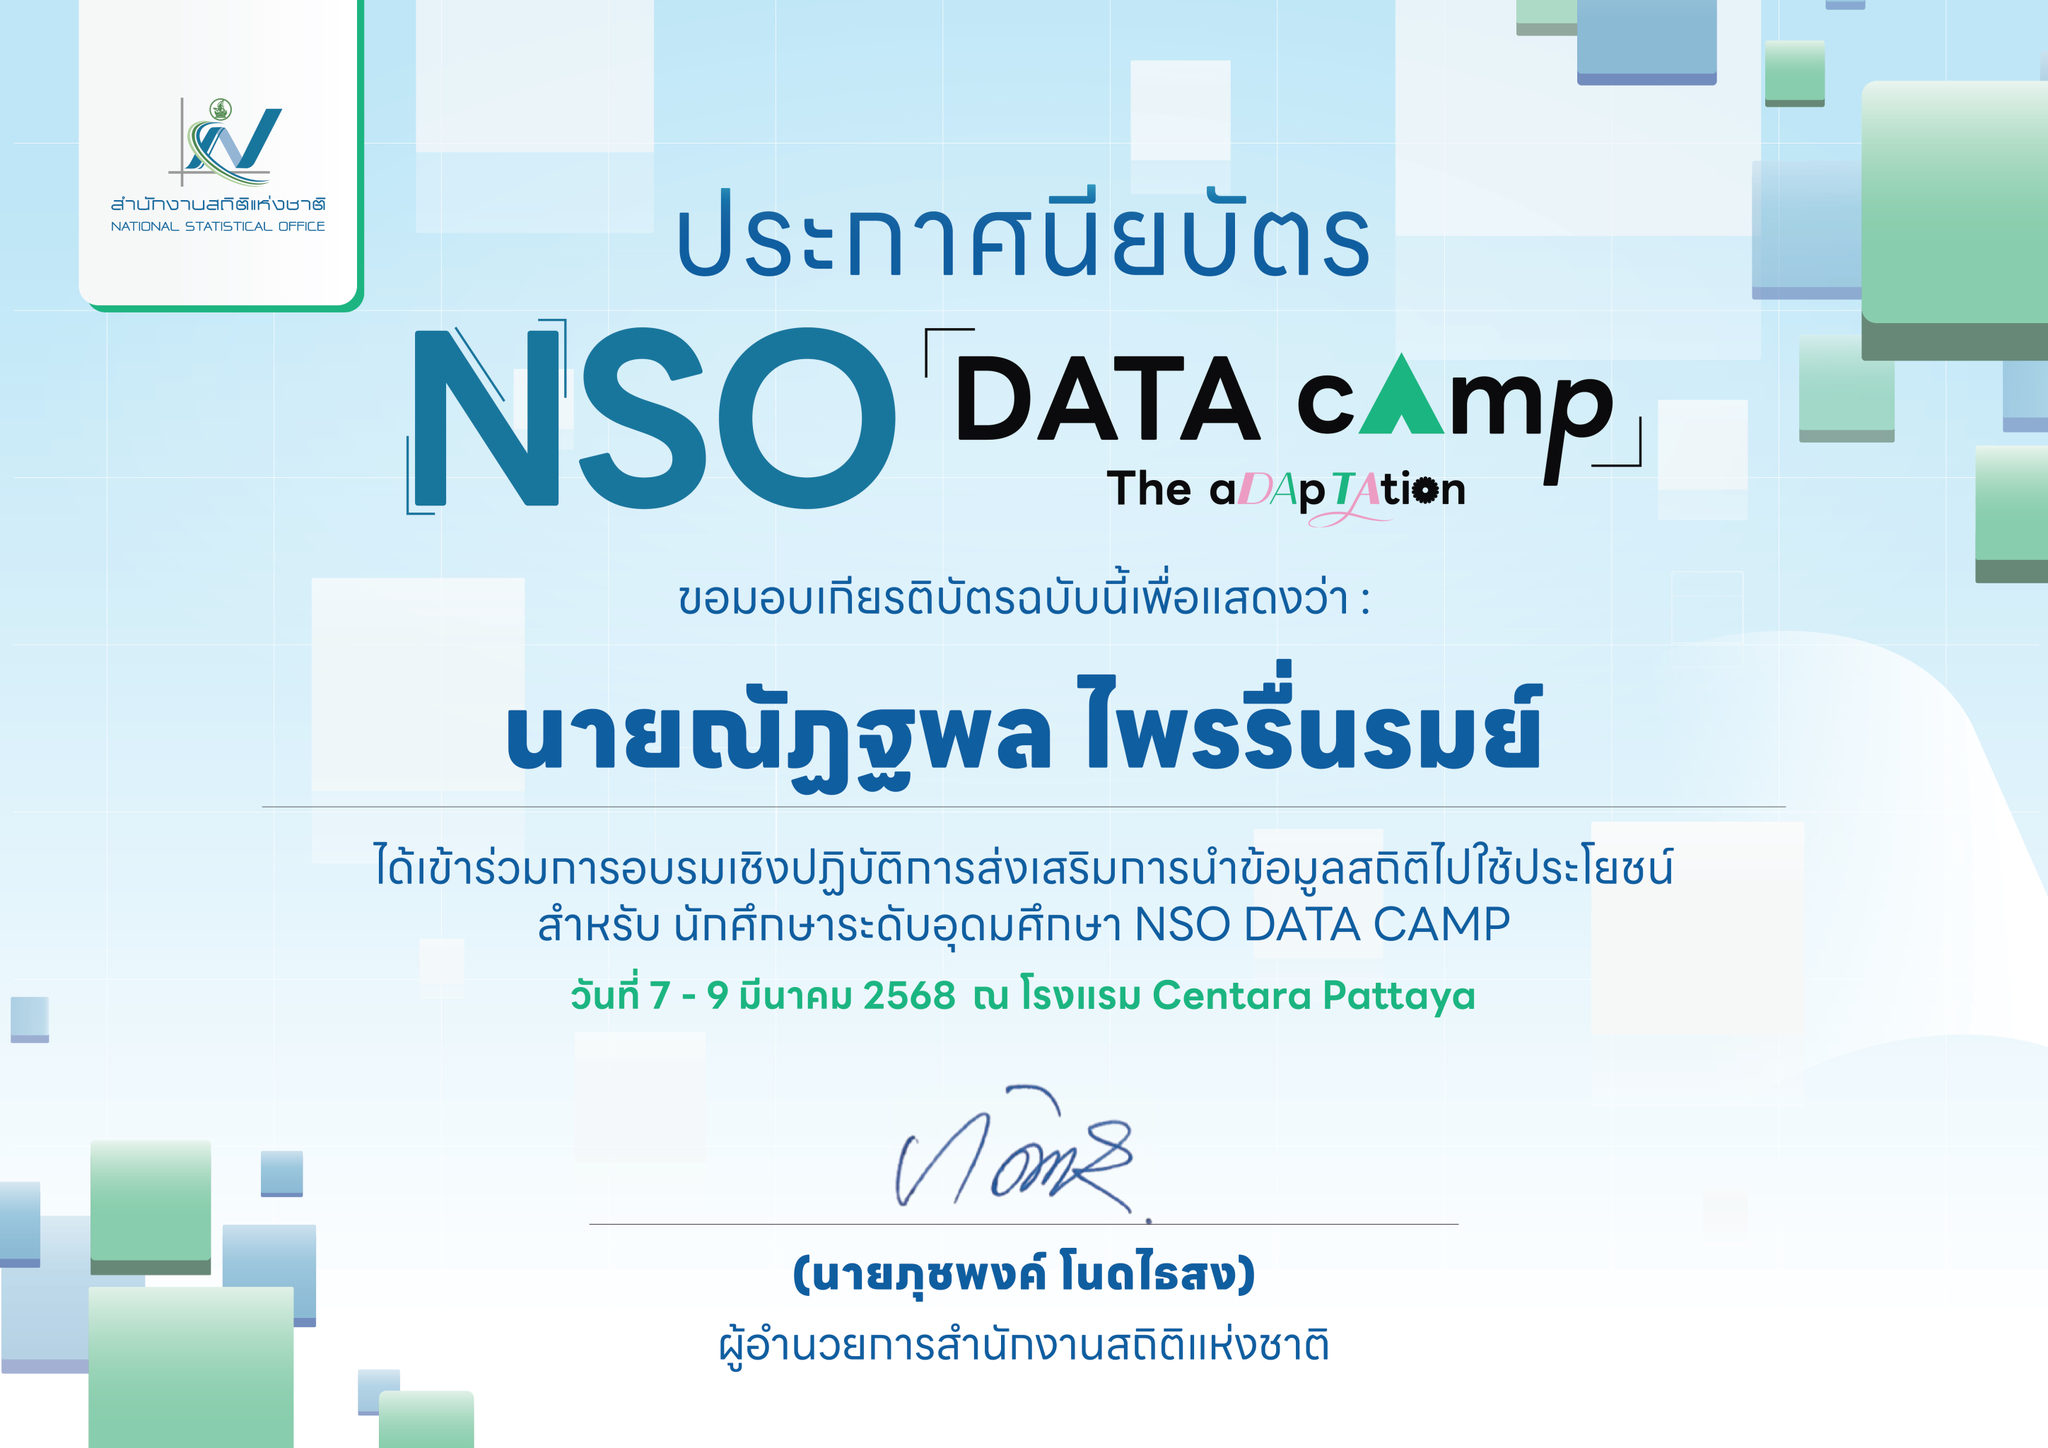 สำนักงานสถิติแห่งชาติ
NATIONAL STATISTICAL OFFICE
ประกาศนียบัตร
NSO DATA cAmp
The aDApTAtion
ขอมอบเกียรติบัตรฉบับนี้เพื่อแสดงว่า :
นายณัฏฐพล ไพรรื่นรมย์
ได้เข้าร่วมการอบรมเชิงปฏิบัติการส่งเสริมการนำข้อมูลสถิติไปใช้ประโยชน์
สำหรับ นักศึกษาระดับอุดมศึกษา NSO DATA CAMP
วันที่ 7 - 9 มีนาคม 2568 ณ โรงแรม Centara Pattaya
(นายภุชพงค์ โนดไธสง)
ผู้อำนวยการสำนักงานสถิติแห่งชาติ